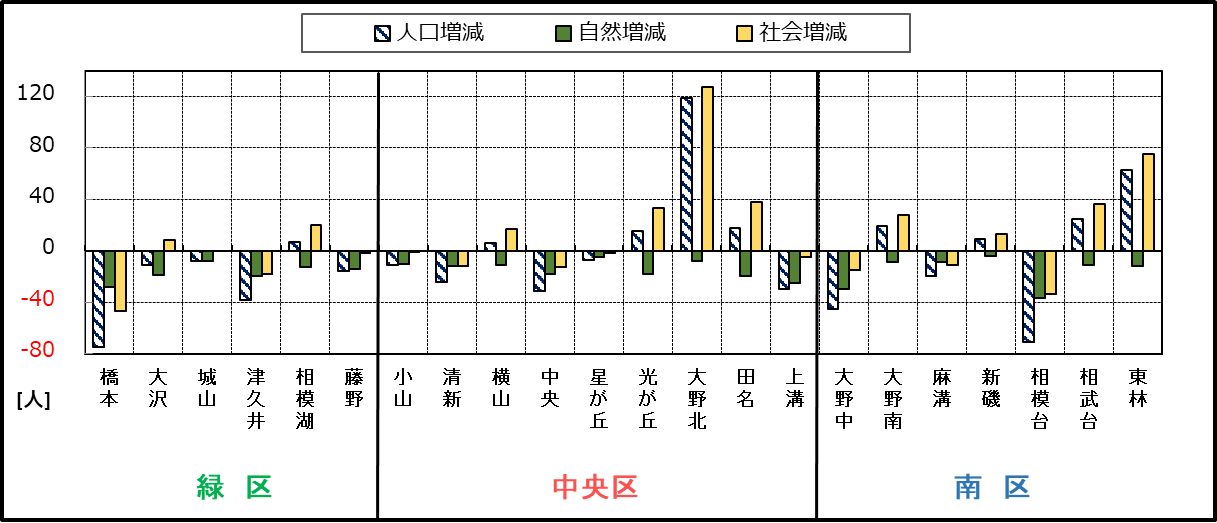 人口増減 自然増減 社会増減
120
80
40
0
-40
-80
[人]
橋本 大沢 城山 津久井 相模湖 藤野 小山 清新 横山 中央 星が丘 光が丘 大野北 田名 上溝 大野中 大野南 麻溝 新磯 相模台 相武台 東林
緑 区 中央区 南 区